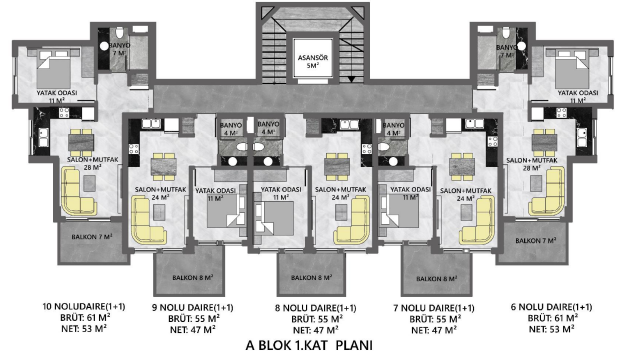 BANYO
7 M²
ASANSÖR
5M²
BANYO
7 M²
YATAK ODASI
11 M²
YATAK ODASI
11 M²
BANYO
4 M²
BANYO
4 M²
BANYO
4 M²
SALON+MUTFAK
28 M²
SALON+MUTFAK
24 M²
YATAK ODASI
11 M²
YATAK ODASI
11 M²
SALON+MUTFAK
24 M²
YATAK ODASI
11 M²
SALON+MUTFAK
24 M²
SALON+MUTFAK
28 M²
BALKON 7 M²
BALKON 8 M²
BALKON 8 M²
BALKON 8 M²
BALKON 7 M²
10 NOLUDAIRE(1+1)
BRÜT: 61 M²
NET: 53 M²
9 NOLU DAIRE(1+1)
BRÜT: 55 M²
NET: 47 M²
8 NOLU DAIRE(1+1)
BRÜT: 55 M²
NET: 47 M²
7 NOLU DAIRE(1+1)
BRÜT: 55 M²
NET: 47 M²
6 NOLU DAIRE(1+1)
BRÜT: 61 M²
NET: 53 M²
A BLOK 1.KAT PLANI